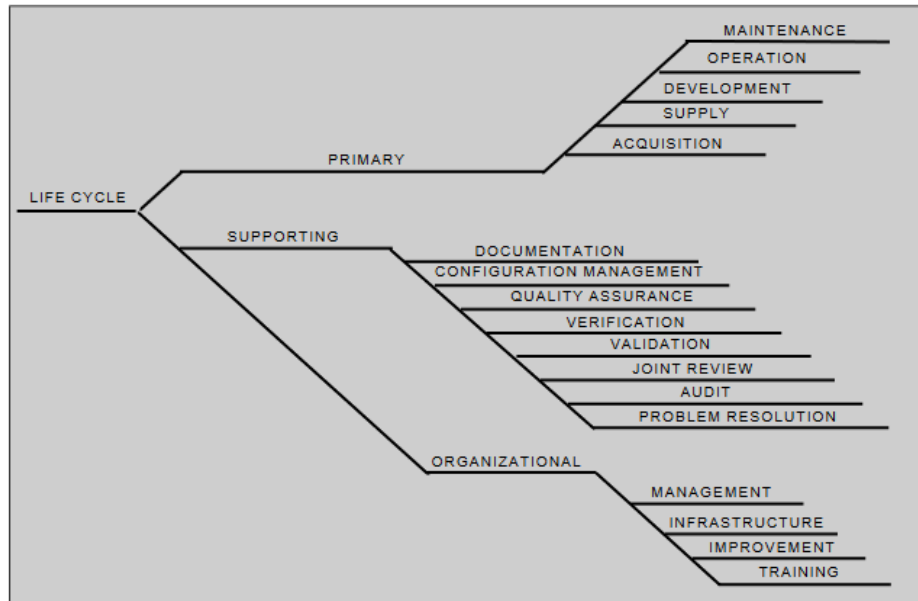 MAINTENANCE
OPERATION
DEVELOPMENT
SUPPLY
ACQUISITION
PRIMARY
LIFE CYCLE
SUPPORTING
DOCUMENTATION
CONFIGURATION MANAGEMENT
QUALITY ASSURANCE
VERIFICATION
VALIDATION
JOINT REVIEW
AUDIT
PROBLEM RESOLUTION
ORGANIZATIONAL
MANAGEMENT
INFRASTRUCTURE
IMPROVEMENT
TRAINING